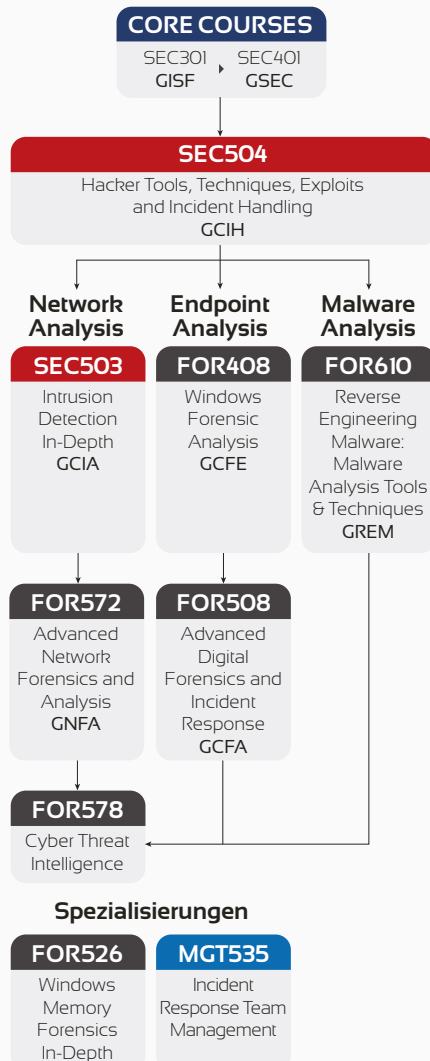 CORE COURSES
SEC301 SEC401
GISF GSEC
SEC504
Hacker Tools, Techniques, Exploits
and Incident Handling
GCIH
Network
Analysis
SEC503
Intrusion
Detection
In-Depth
GCIA
Endpoint
Analysis
FOR408
Windows
Forensic
Analysis
GCFE
Malware
Analysis
FOR610
Reverse
Engineering
Malware:
Malware
Analysis Tools
& Techniques
GREM
FOR572
Advanced
Network
Forensics and
Analysis
GNFA
FOR508
Advanced
Digital
Forensics and
Incident
Response
GCFA
FOR578
Cyber Threat
Intelligence
Spezialisierungen
FOR526
Windows
Memory
Forensics
In-Depth
MGT535
Incident
Response Team
Management